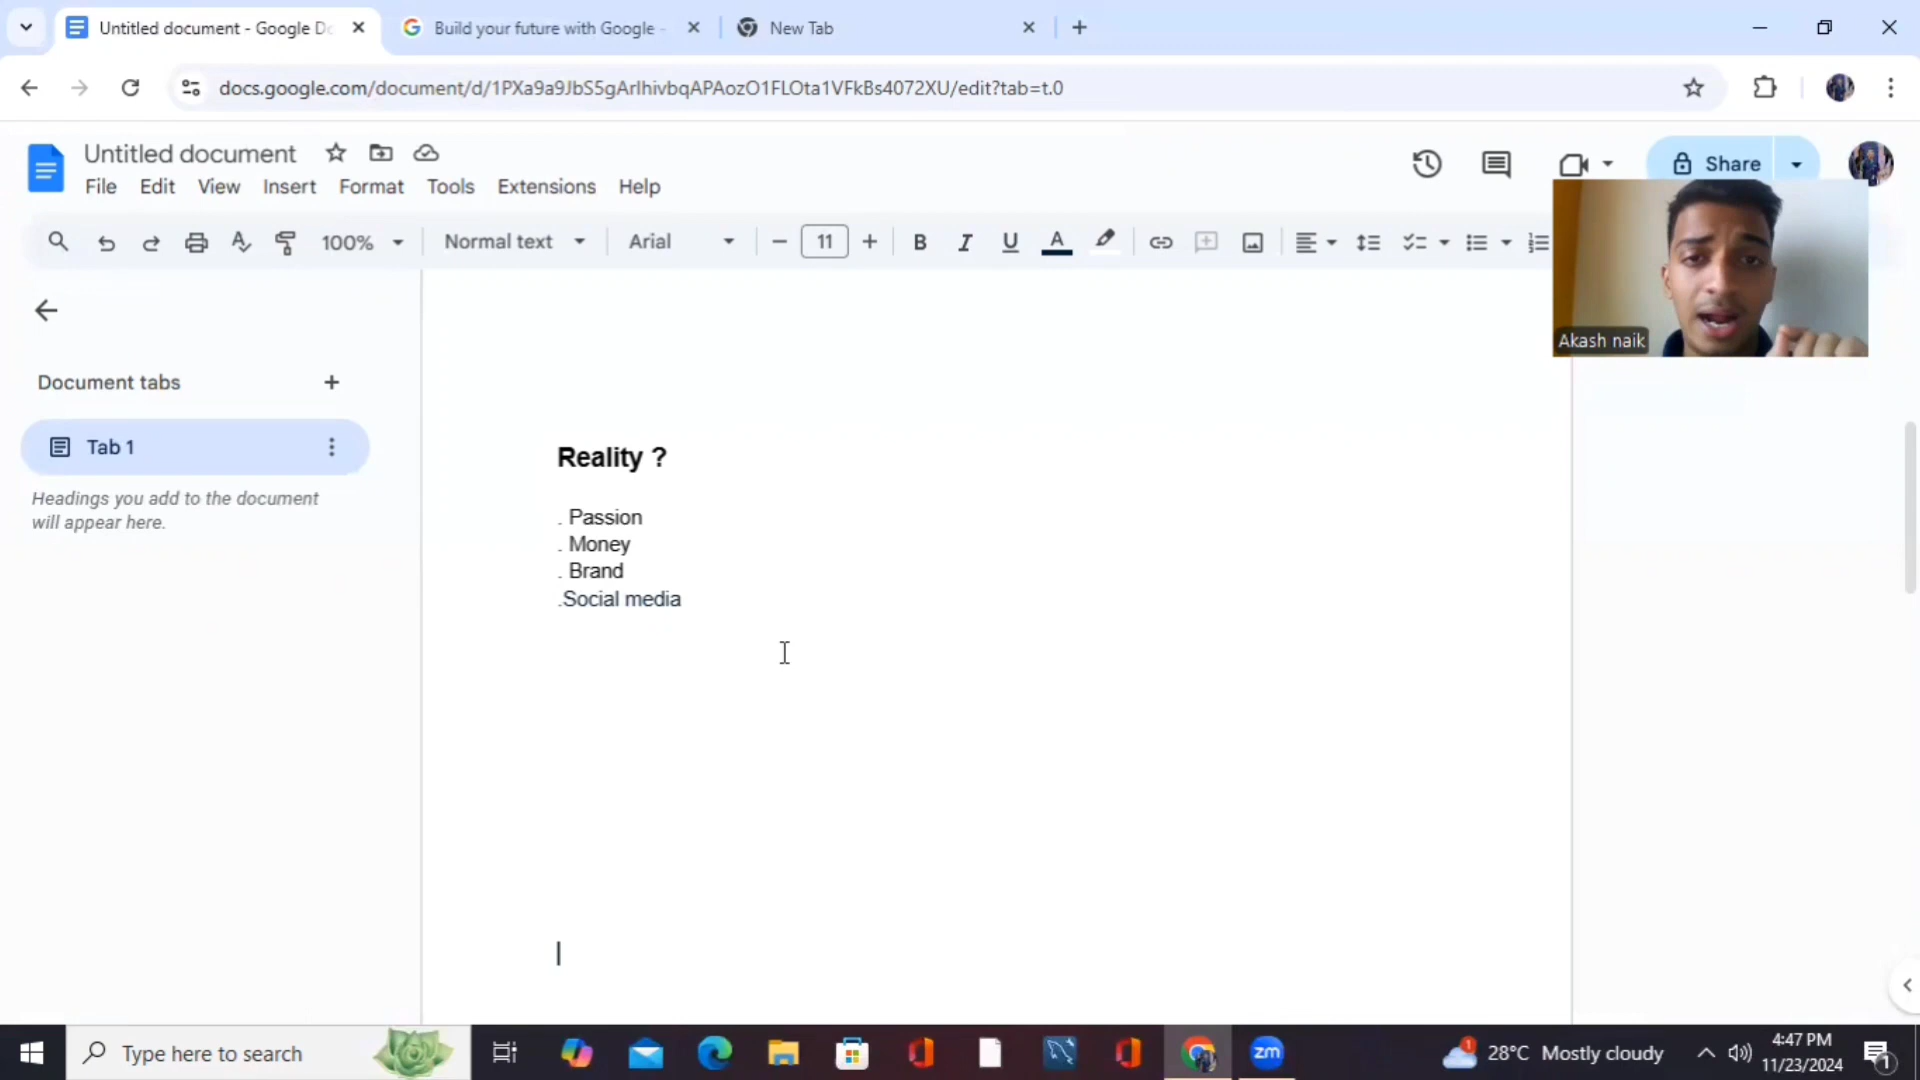 Untitled document - Google Dc
Build your future with Google -
New Tab
docs.google.com/document/d/1PXa9a9JbS5gArIhivbqAPAozO1FLOta1VFkBs4072XU/edit?tab=t.0
Untitled document
File Edit View Insert Format Tools Extensions Help
Share
100% Normal text Arial 11 B I U A
Akash naik
Document tabs
Tab 1
Headings you add to the document
will appear here.
Reality ?
. Passion
. Money
. Brand
.Social media
Type here to search
zm
28°C Mostly cloudy
4:47 PM
11/23/2024
1